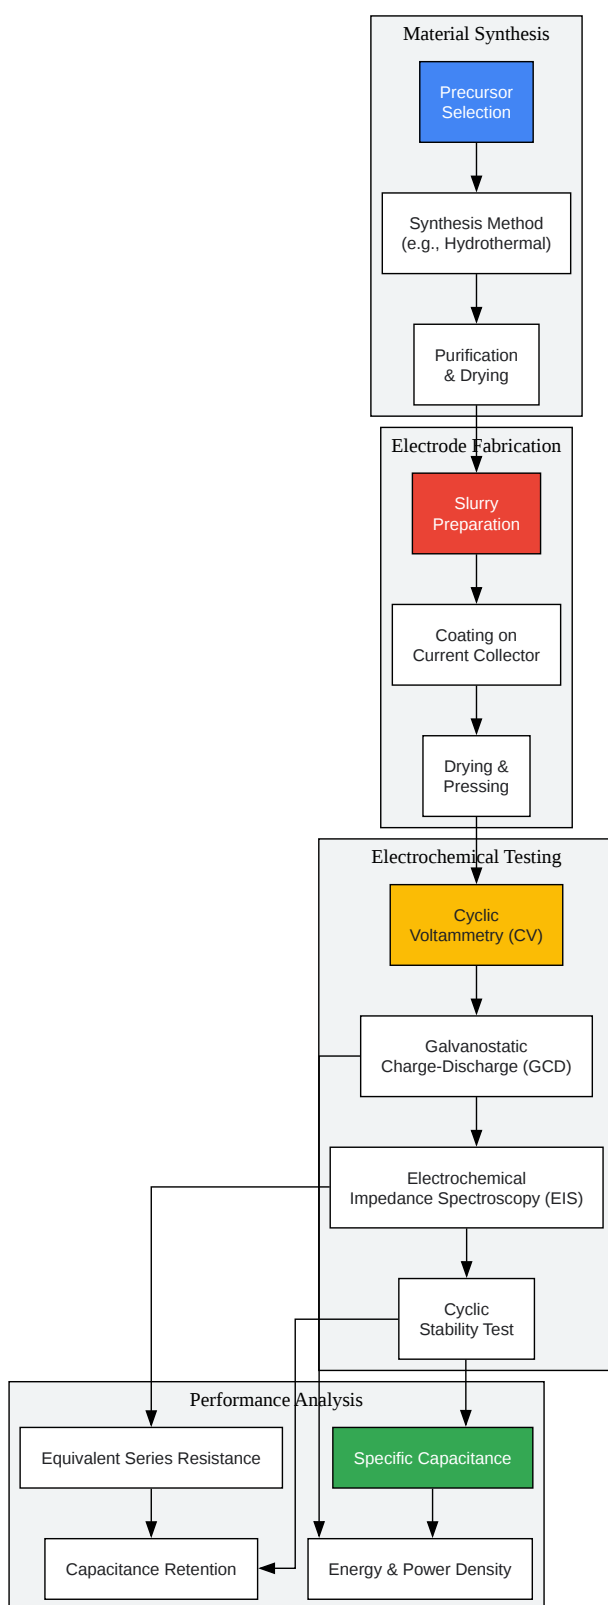 Material Synthesis
Precursor
Selection
Synthesis Method
(e.g., Hydrothermal)
Purification
& Drying
Electrode Fabrication
Slurry
Preparation
Coating on
Current Collector
Drying &
Pressing
Electrochemical Testing
Cyclic
Voltammetry (CV)
Galvanostatic
Charge-Discharge (GCD)
Electrochemical
Impedance Spectroscopy (EIS)
Cyclic
Stability Test
Performance Analysis
Equivalent Series Resistance
Specific Capacitance
Capacitance Retention
Energy & Power Density